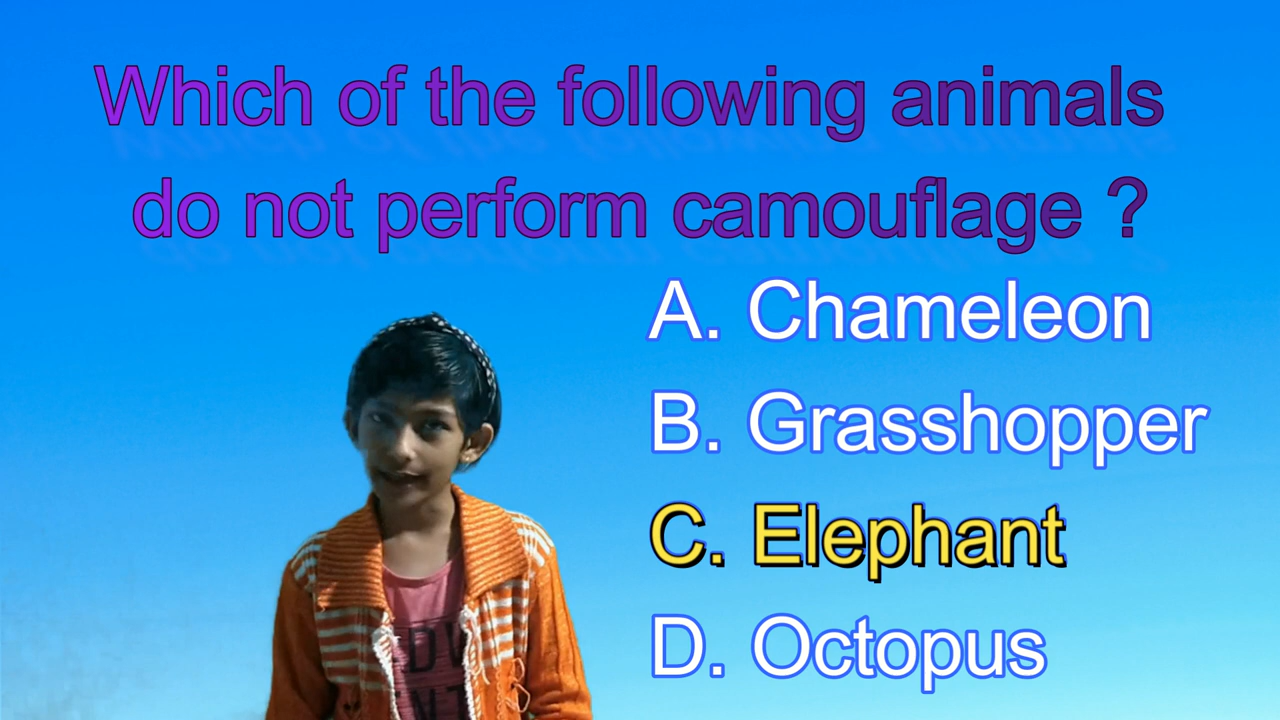 Which of the following animals
do not perform camouflage ?
A. Chameleon
B. Grasshopper
C. Elephant
D. Octopus